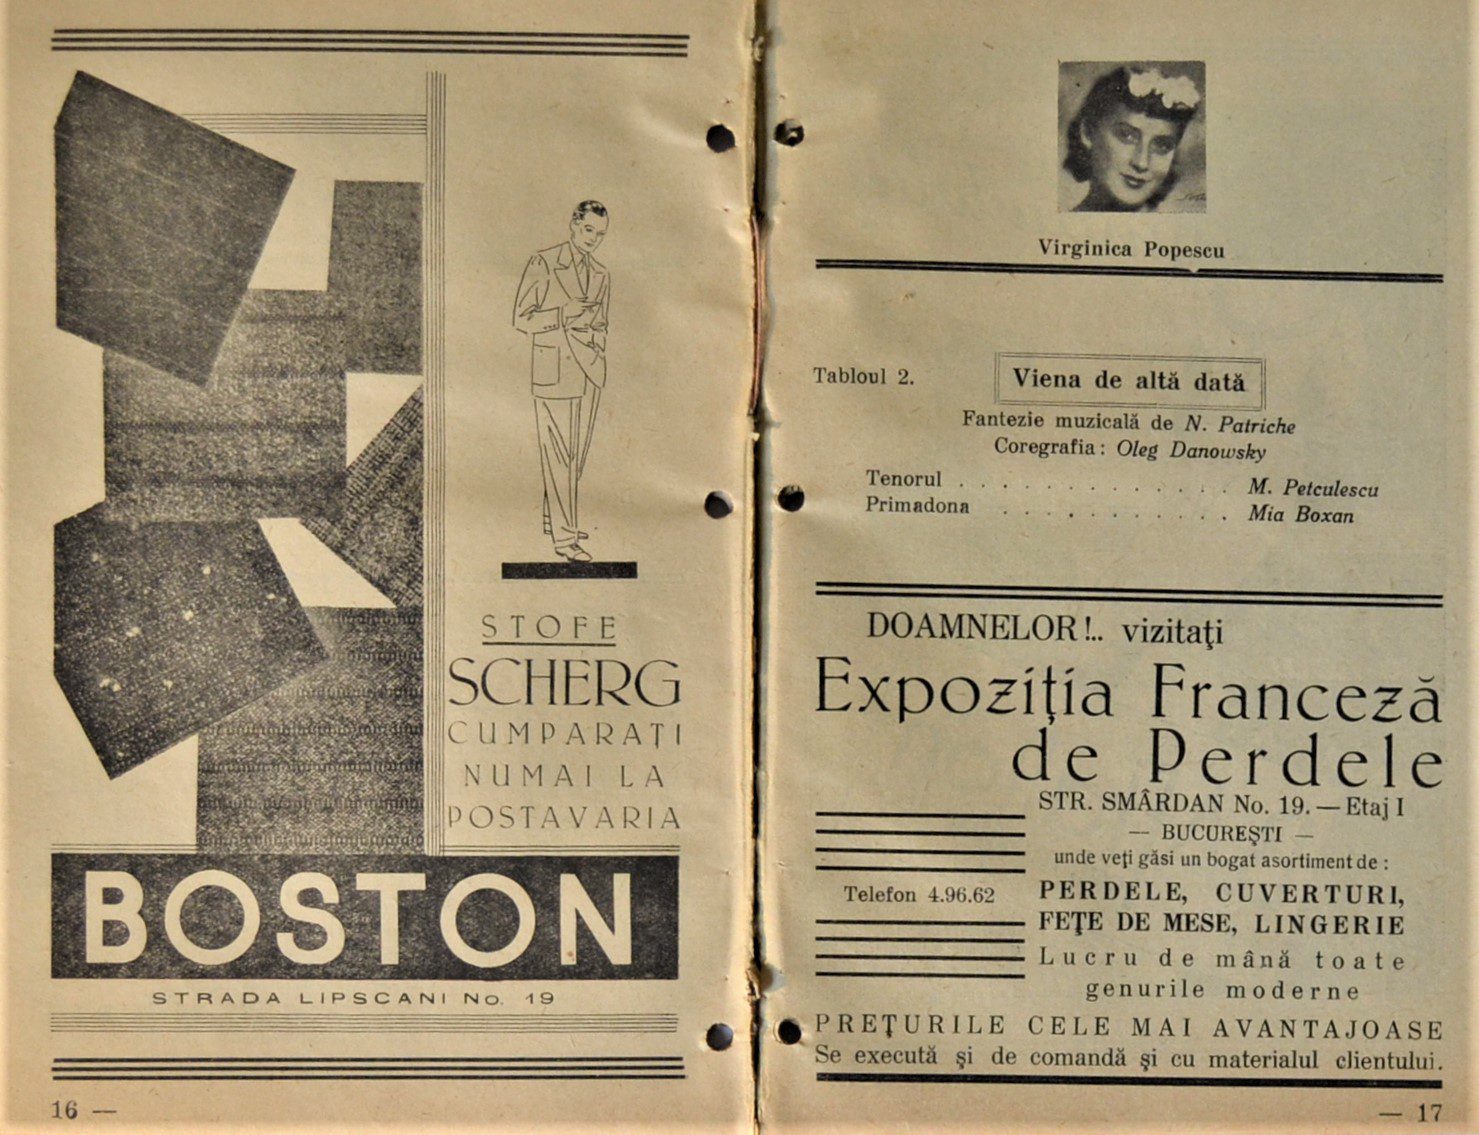 STOFE
SCHERG
CUMPARAȚI
NUMAI LA
POSTAVARIA
BOSTON
STRADA LIPSCANI No. 19
16 —
Virginica Popescu
Tabloul 2.
Viena de altă dată
Fantezie muzicală de N. Patriche
Coregrafia: Oleg Danowsky
Tenorul . . . . . . . . . . . . . M. Petculescu
Primadona . . . . . . . . . . . Mia Boxan
DOAMNELOR!.. vizitaţi
Expoziţia Franceză
de Perdele
STR. SMÂRDAN No. 19. — Etaj I
— BUCUREŞTI —
unde veţi găsi un bogat asortiment de :
Telefon 4.96.62
PERDELE, CUVERTURI,
FEŢE DE MESE, LINGERIE
Lucru de mână toate
genurile moderne
PREŢURILE CELE MAI AVANTAJOASE
Se execută şi de comandă şi cu materialul clientului.
— 17